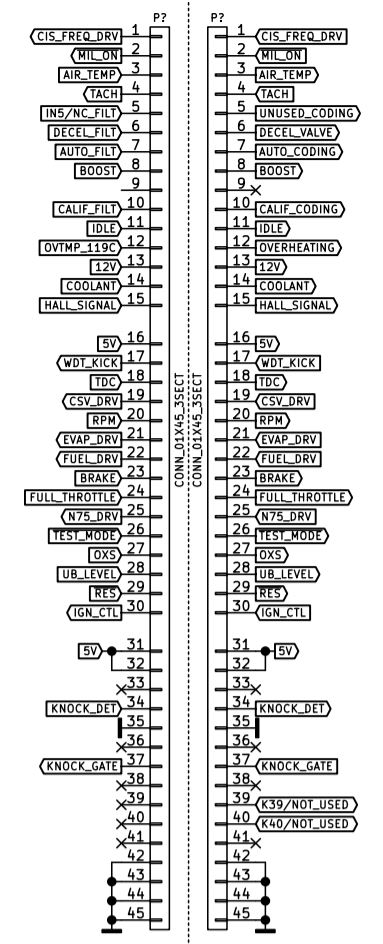 P? P?
CIS_FREQ_DRV 1 1 CIS_FREQ_DRV
MIL_ON 2 2 MIL_ON
AIR_TEMP 3 3 AIR_TEMP
TACH 4 4 TACH
IN5/NC_FILT 5 5 UNUSED_CODING
DECEL_FILT 6 6 DECEL_VALVE
AUTO_FILT 7 7 AUTO_CODING
BOOST 8 8 BOOST
9 9
CALIF_FILT 10 10 CALIF_CODING
IDLE 11 11 IDLE
OVTMP_119C 12 12 OVERHEATING
12V 13 13 12V
COOLANT 14 14 COOLANT
HALL_SIGNAL 15 15 HALL_SIGNAL
5V 16 16 5V
WDT_KICK 17 17 WDT_KICK
TDC 18 18 TDC
CSV_DRV 19 19 CSV_DRV
RPM 20 20 RPM
EVAP_DRV 21 21 EVAP_DRV
FUEL_DRV 22 22 FUEL_DRV
BRAKE 23 23 BRAKE
FULL_THROTTLE 24 24 FULL_THROTTLE
N75_DRV 25 25 N75_DRV
TEST_MODE 26 26 TEST_MODE
OXS 27 27 OXS
UB_LEVEL 28 28 UB_LEVEL
RES 29 29 RES
IGN_CTL 30 30 IGN_CTL
5V 31 31 5V
32 32
33 33
KNOCK_DET 34 34 KNOCK_DET
35 35
36 36
KNOCK_GATE 37 37 KNOCK_GATE
38 38
39 39 K39/NOT_USED
40 40 K40/NOT_USED
41 41
42 42
43 43
44 44
45 45
CONN_01X45_3SECT
CONN_01X45_3SECT